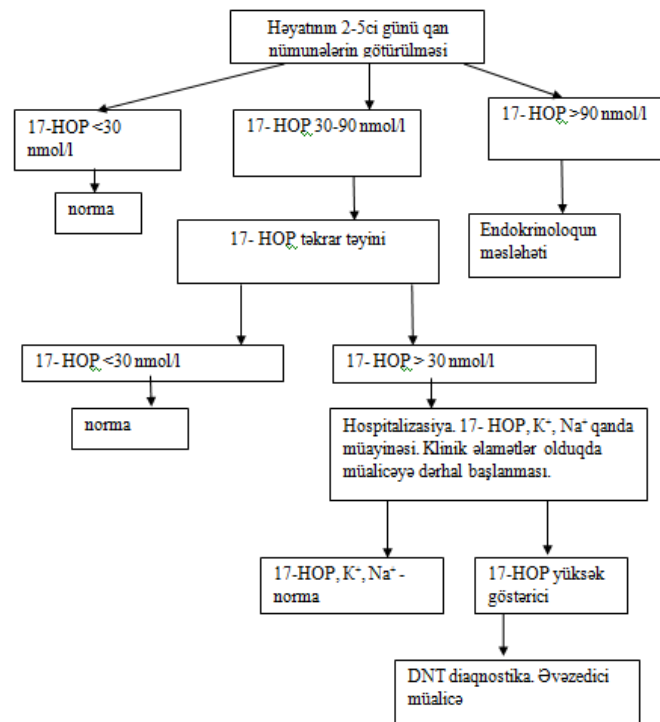 Həyatının 2-5ci günü qan
nümunələrin götürülməsi
17-HOP <30
nmol/l
17- HOP 30-90 nmol/l
17- HOP >90 nmol/l
norma
Endokrinoloqun
məsləhəti
17- HOP təkrar təyini
17- HOP <30 nmol/l
17- HOP > 30 nmol/l
norma
Hospitalizasiya. 17- HOP, K⁺, Na⁺ qanda
müayinəsi. Klinik əlamətlər olduqda
müalicəyə dərhal başlanması.
17-HOP, K⁺, Na⁺ -
norma
17-HOP yüksək
göstərici
DNT diaqnostika. Əvəzedici
müalicə